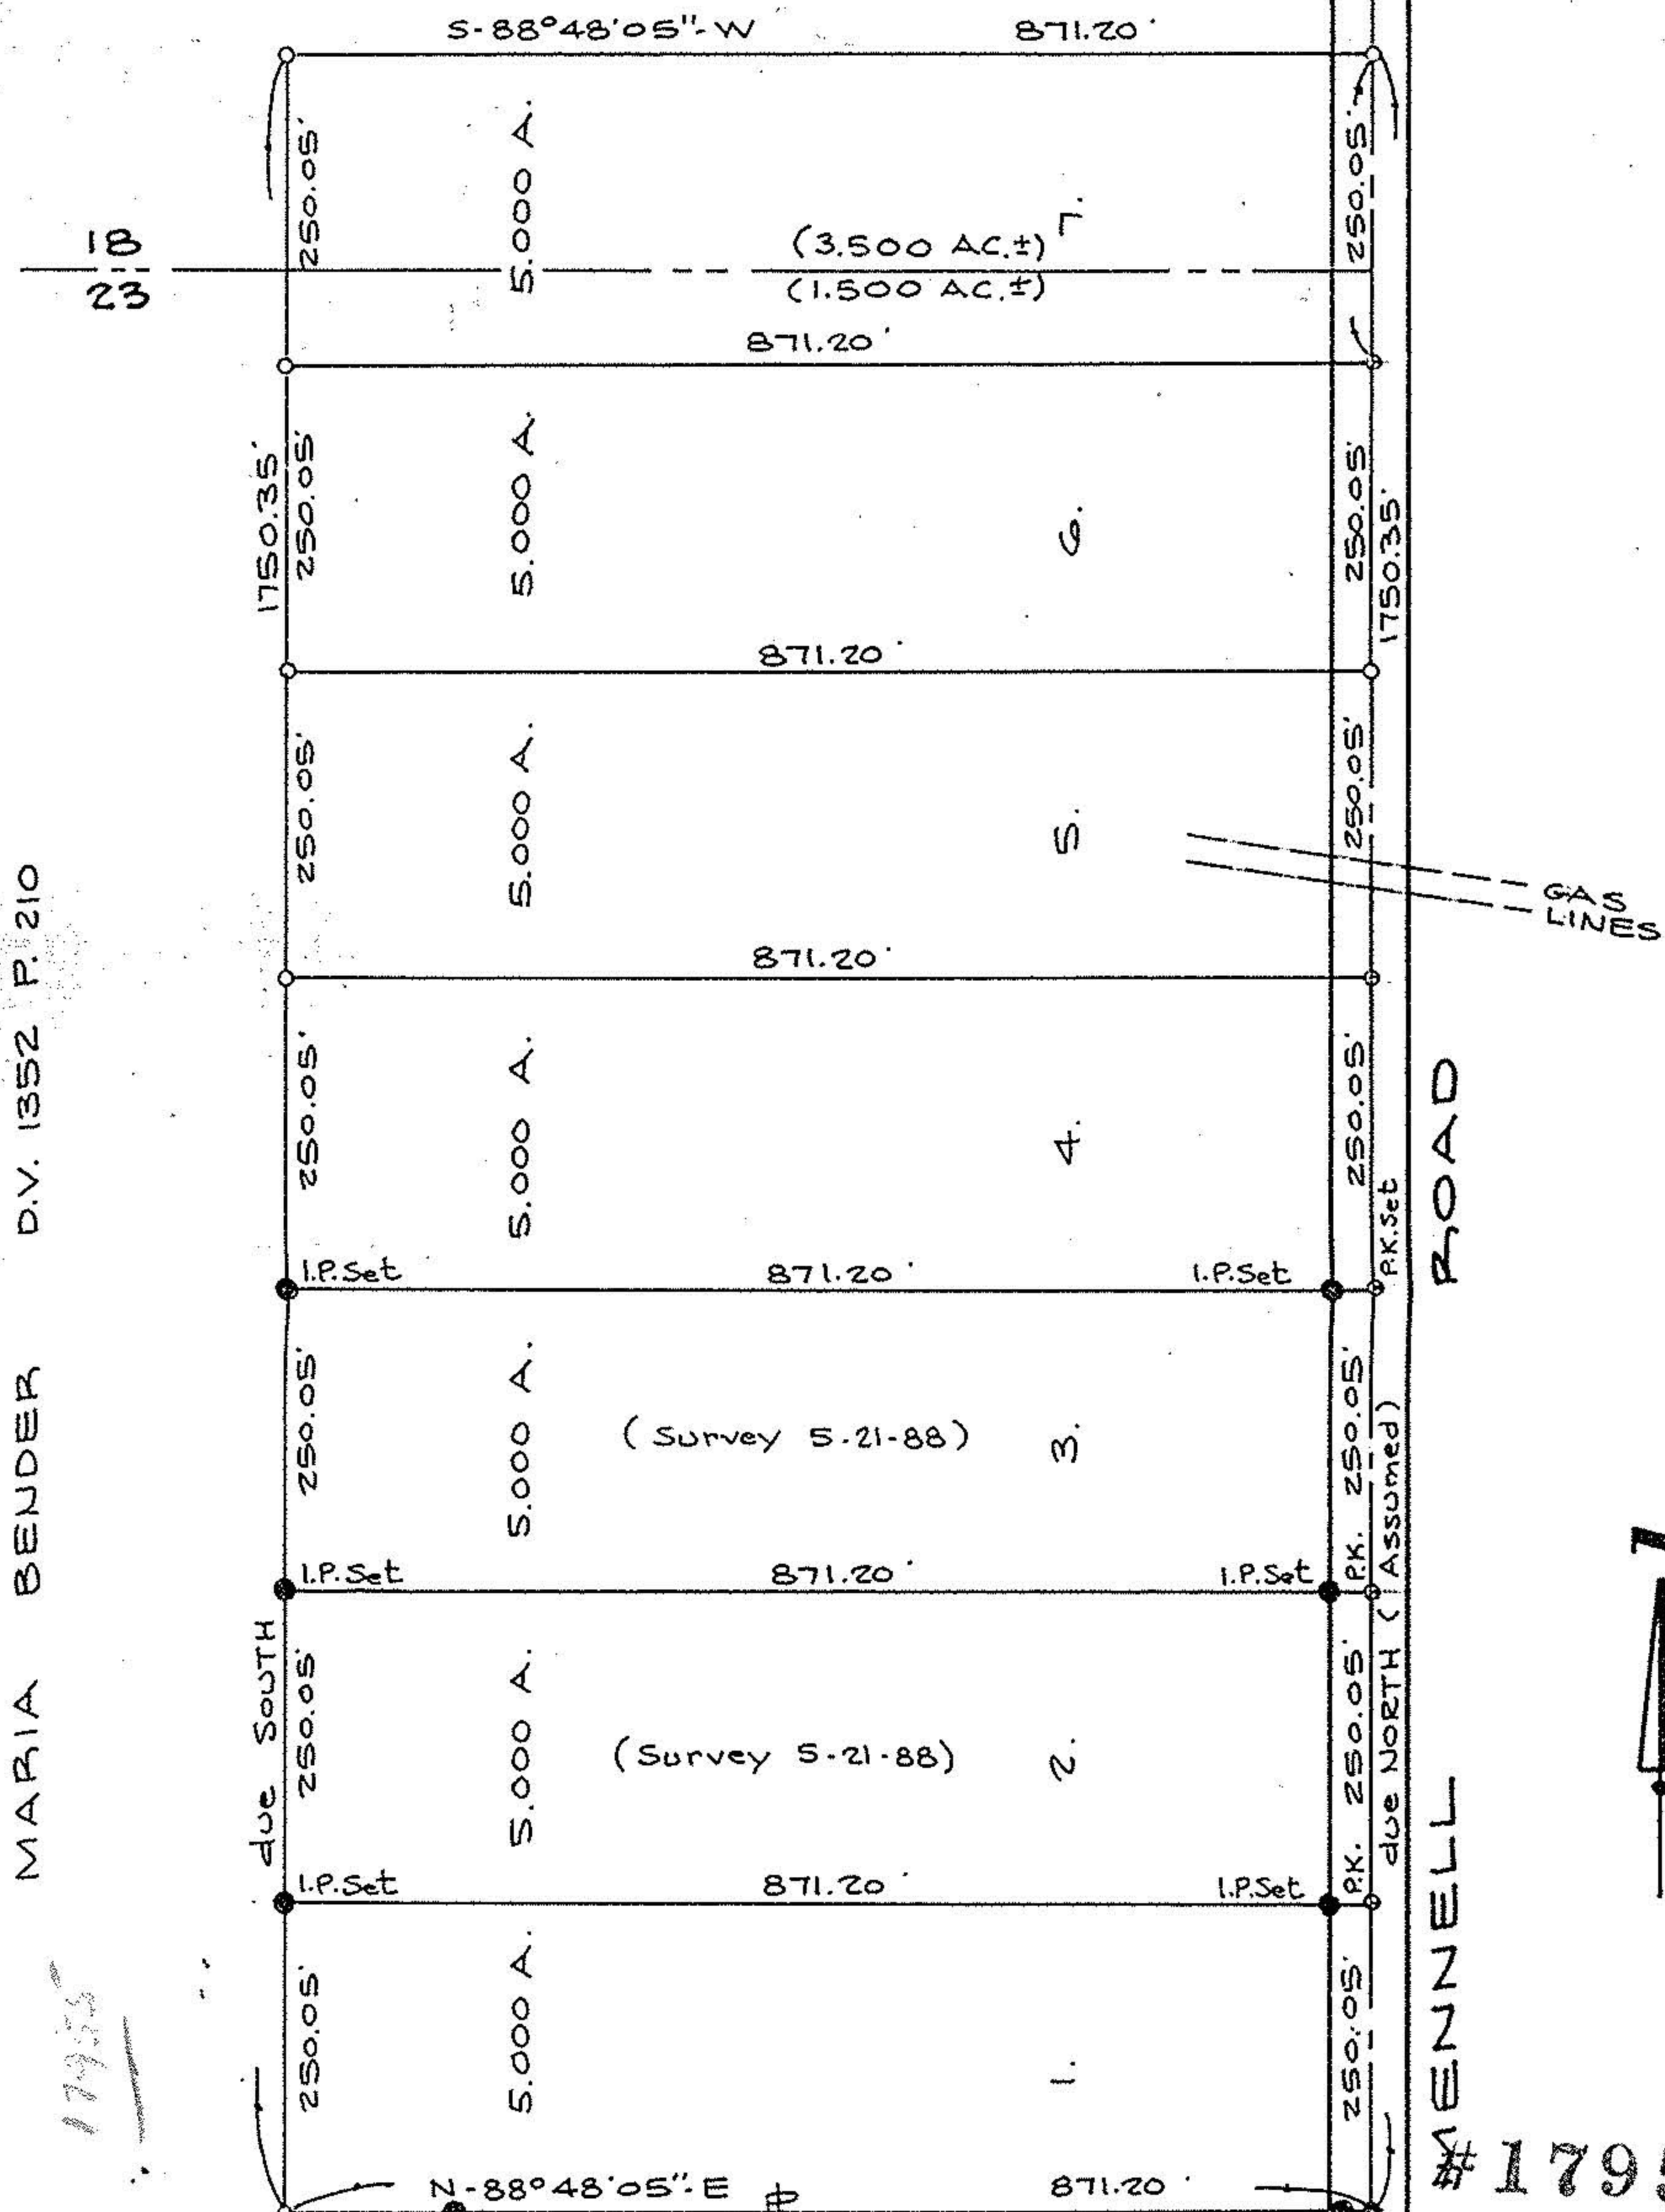 S-88°48'05"-W 871.20'
250.05'
5.000 A.
7.
250.05'
18
23
(3.500 AC.±)
(1.500 AC.±)
871.20'
1750.35'
250.05'
5.000 A.
6.
250.05'
1750.35'
871.20'
250.05'
5.000 A.
5.
250.05'
GAS
LINES
871.20'
250.05'
5.000 A.
4.
250.05'
P.K. Set
I.P. Set 871.20' I.P. Set
250.05'
5.000 A.
(Survey 5-21-88)
3.
P.K. 250.05'
I.P. Set 871.20' I.P. Set
due SOUTH
250.05'
5.000 A.
(Survey 5-21-88)
2.
P.K. 250.05'
due NORTH (Assumed)
I.P. Set 871.20' I.P. Set
250.05'
5.000 A.
1.
250.05'
N-88°48'05"-E 871.20'
MARIA BENDER D.V. 1352 P. 210
MENNELL ROAD
#1795